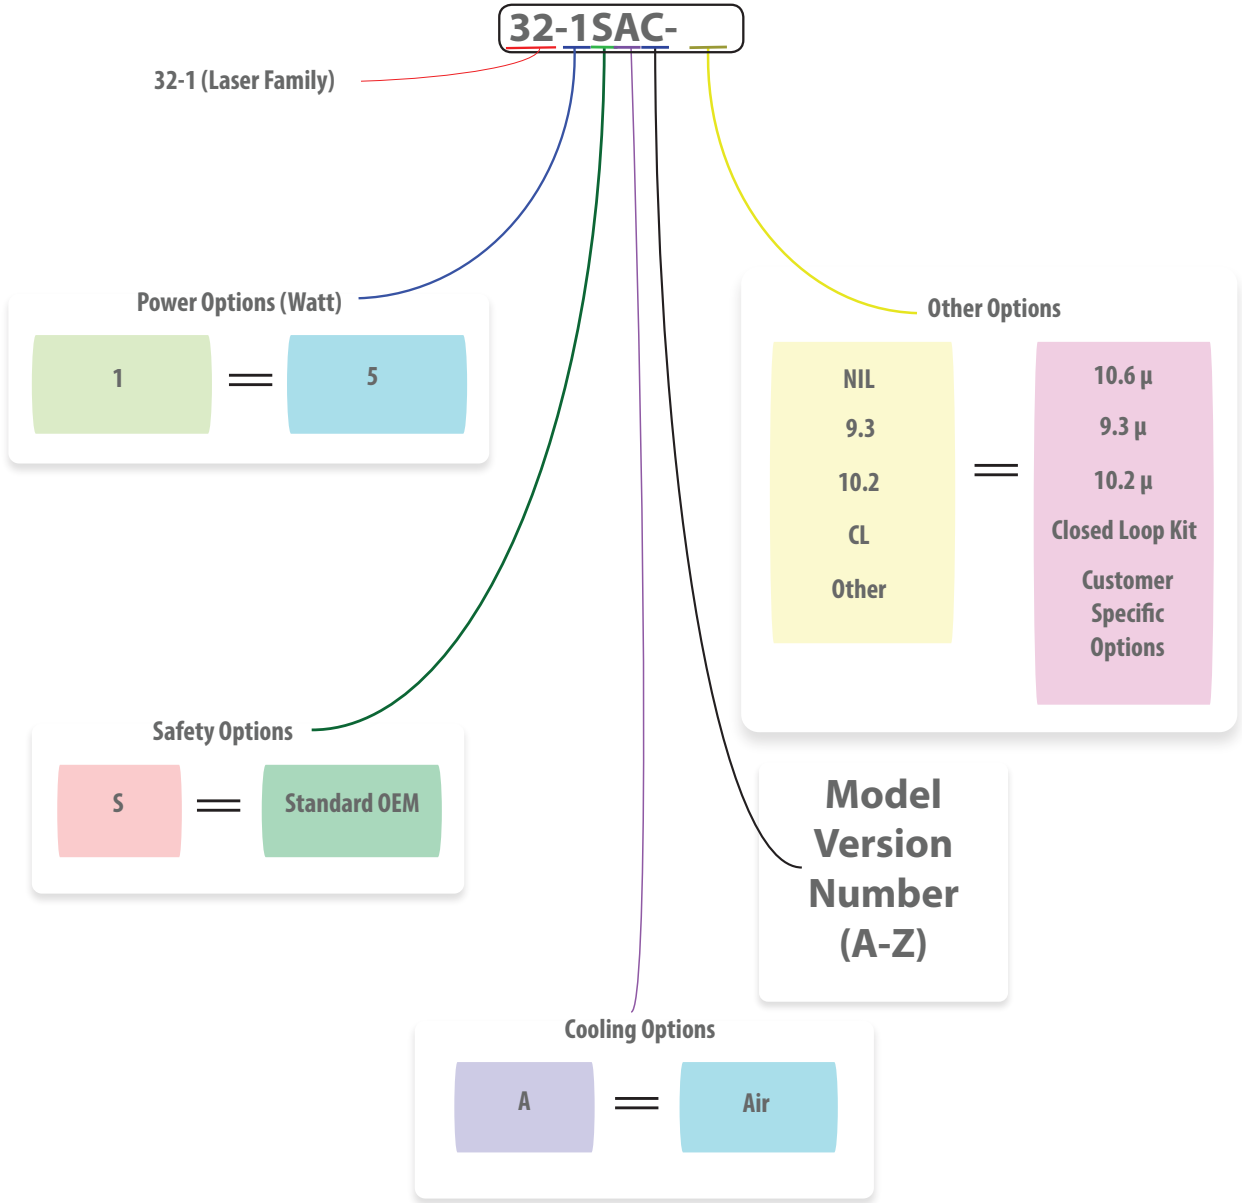 32-1SAC-
32-1 (Laser Family)
Power Options (Watt)
1
5
Other Options
NIL
10.6 µ
9.3
9.3 µ
10.2
10.2 µ
CL
Closed Loop Kit
Other
Customer
Specific
Options
Safety Options
S
Standard OEM
Model
Version
Number
(A-Z)
Cooling Options
A
Air